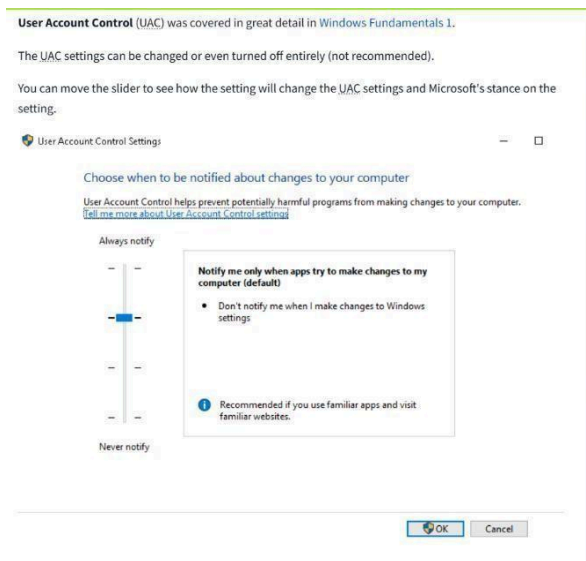 User Account Control (UAC) was covered in great detail in Windows Fundamentals 1.
The UAC settings can be changed or even turned off entirely (not recommended).
You can move the slider to see how the setting will change the UAC settings and Microsoft's stance on the
setting.
User Account Control Settings
Choose when to be notified about changes to your computer
User Account Control helps prevent potentially harmful programs from making changes to your computer.
Tell me more about User Account Control settings
Always notify
Notify me only when apps try to make changes to my
computer (default)
• Don't notify me when I make changes to Windows
settings
Recommended if you use familiar apps and visit
familiar websites.
Never notify
OK
Cancel